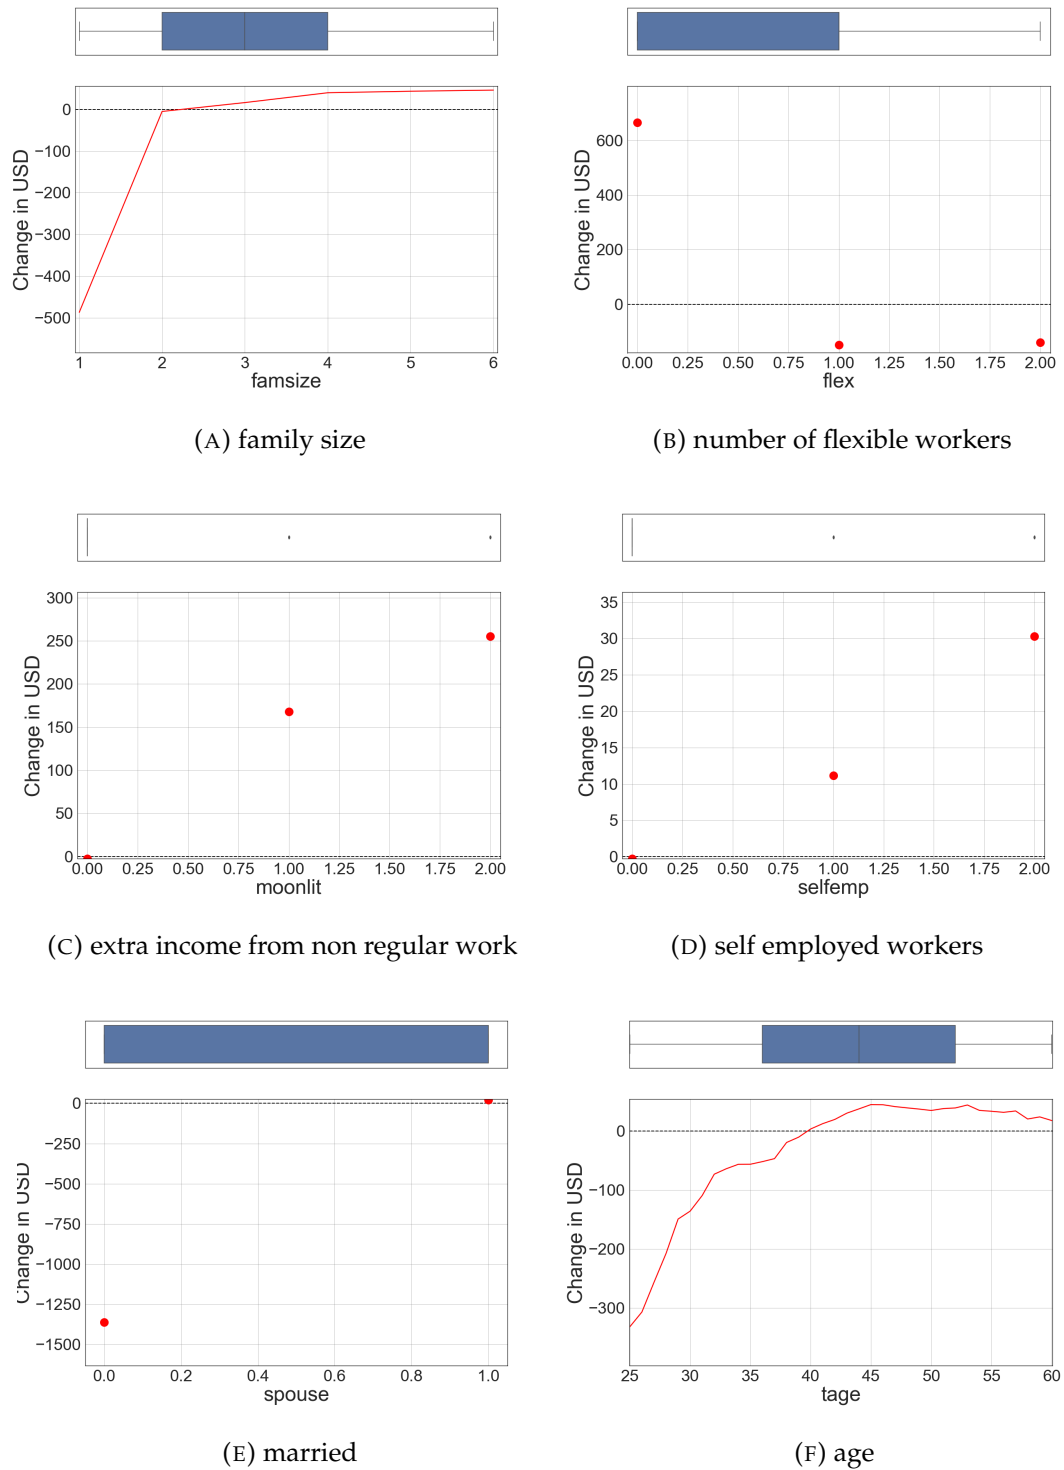 Change in USD
0
−100
−200
−300
−400
−500
1 2 3 4 5 6
famsize
(A) family size
Change in USD
600
400
200
0
0.00 0.25 0.50 0.75 1.00 1.25 1.50 1.75 2.00
flex
(B) number of flexible workers
Change in USD
300
250
200
150
100
50
0
0.00 0.25 0.50 0.75 1.00 1.25 1.50 1.75 2.00
moonlit
(C) extra income from non regular work
Change in USD
35
30
25
20
15
10
5
0
0.00 0.25 0.50 0.75 1.00 1.25 1.50 1.75 2.00
selfemp
(D) self employed workers
Change in USD
0
−250
−500
−750
−1000
−1250
−1500
0.0 0.2 0.4 0.6 0.8 1.0
spouse
(E) married
Change in USD
0
−100
−200
−300
25 30 35 40 45 50 55 60
tage
(F) age